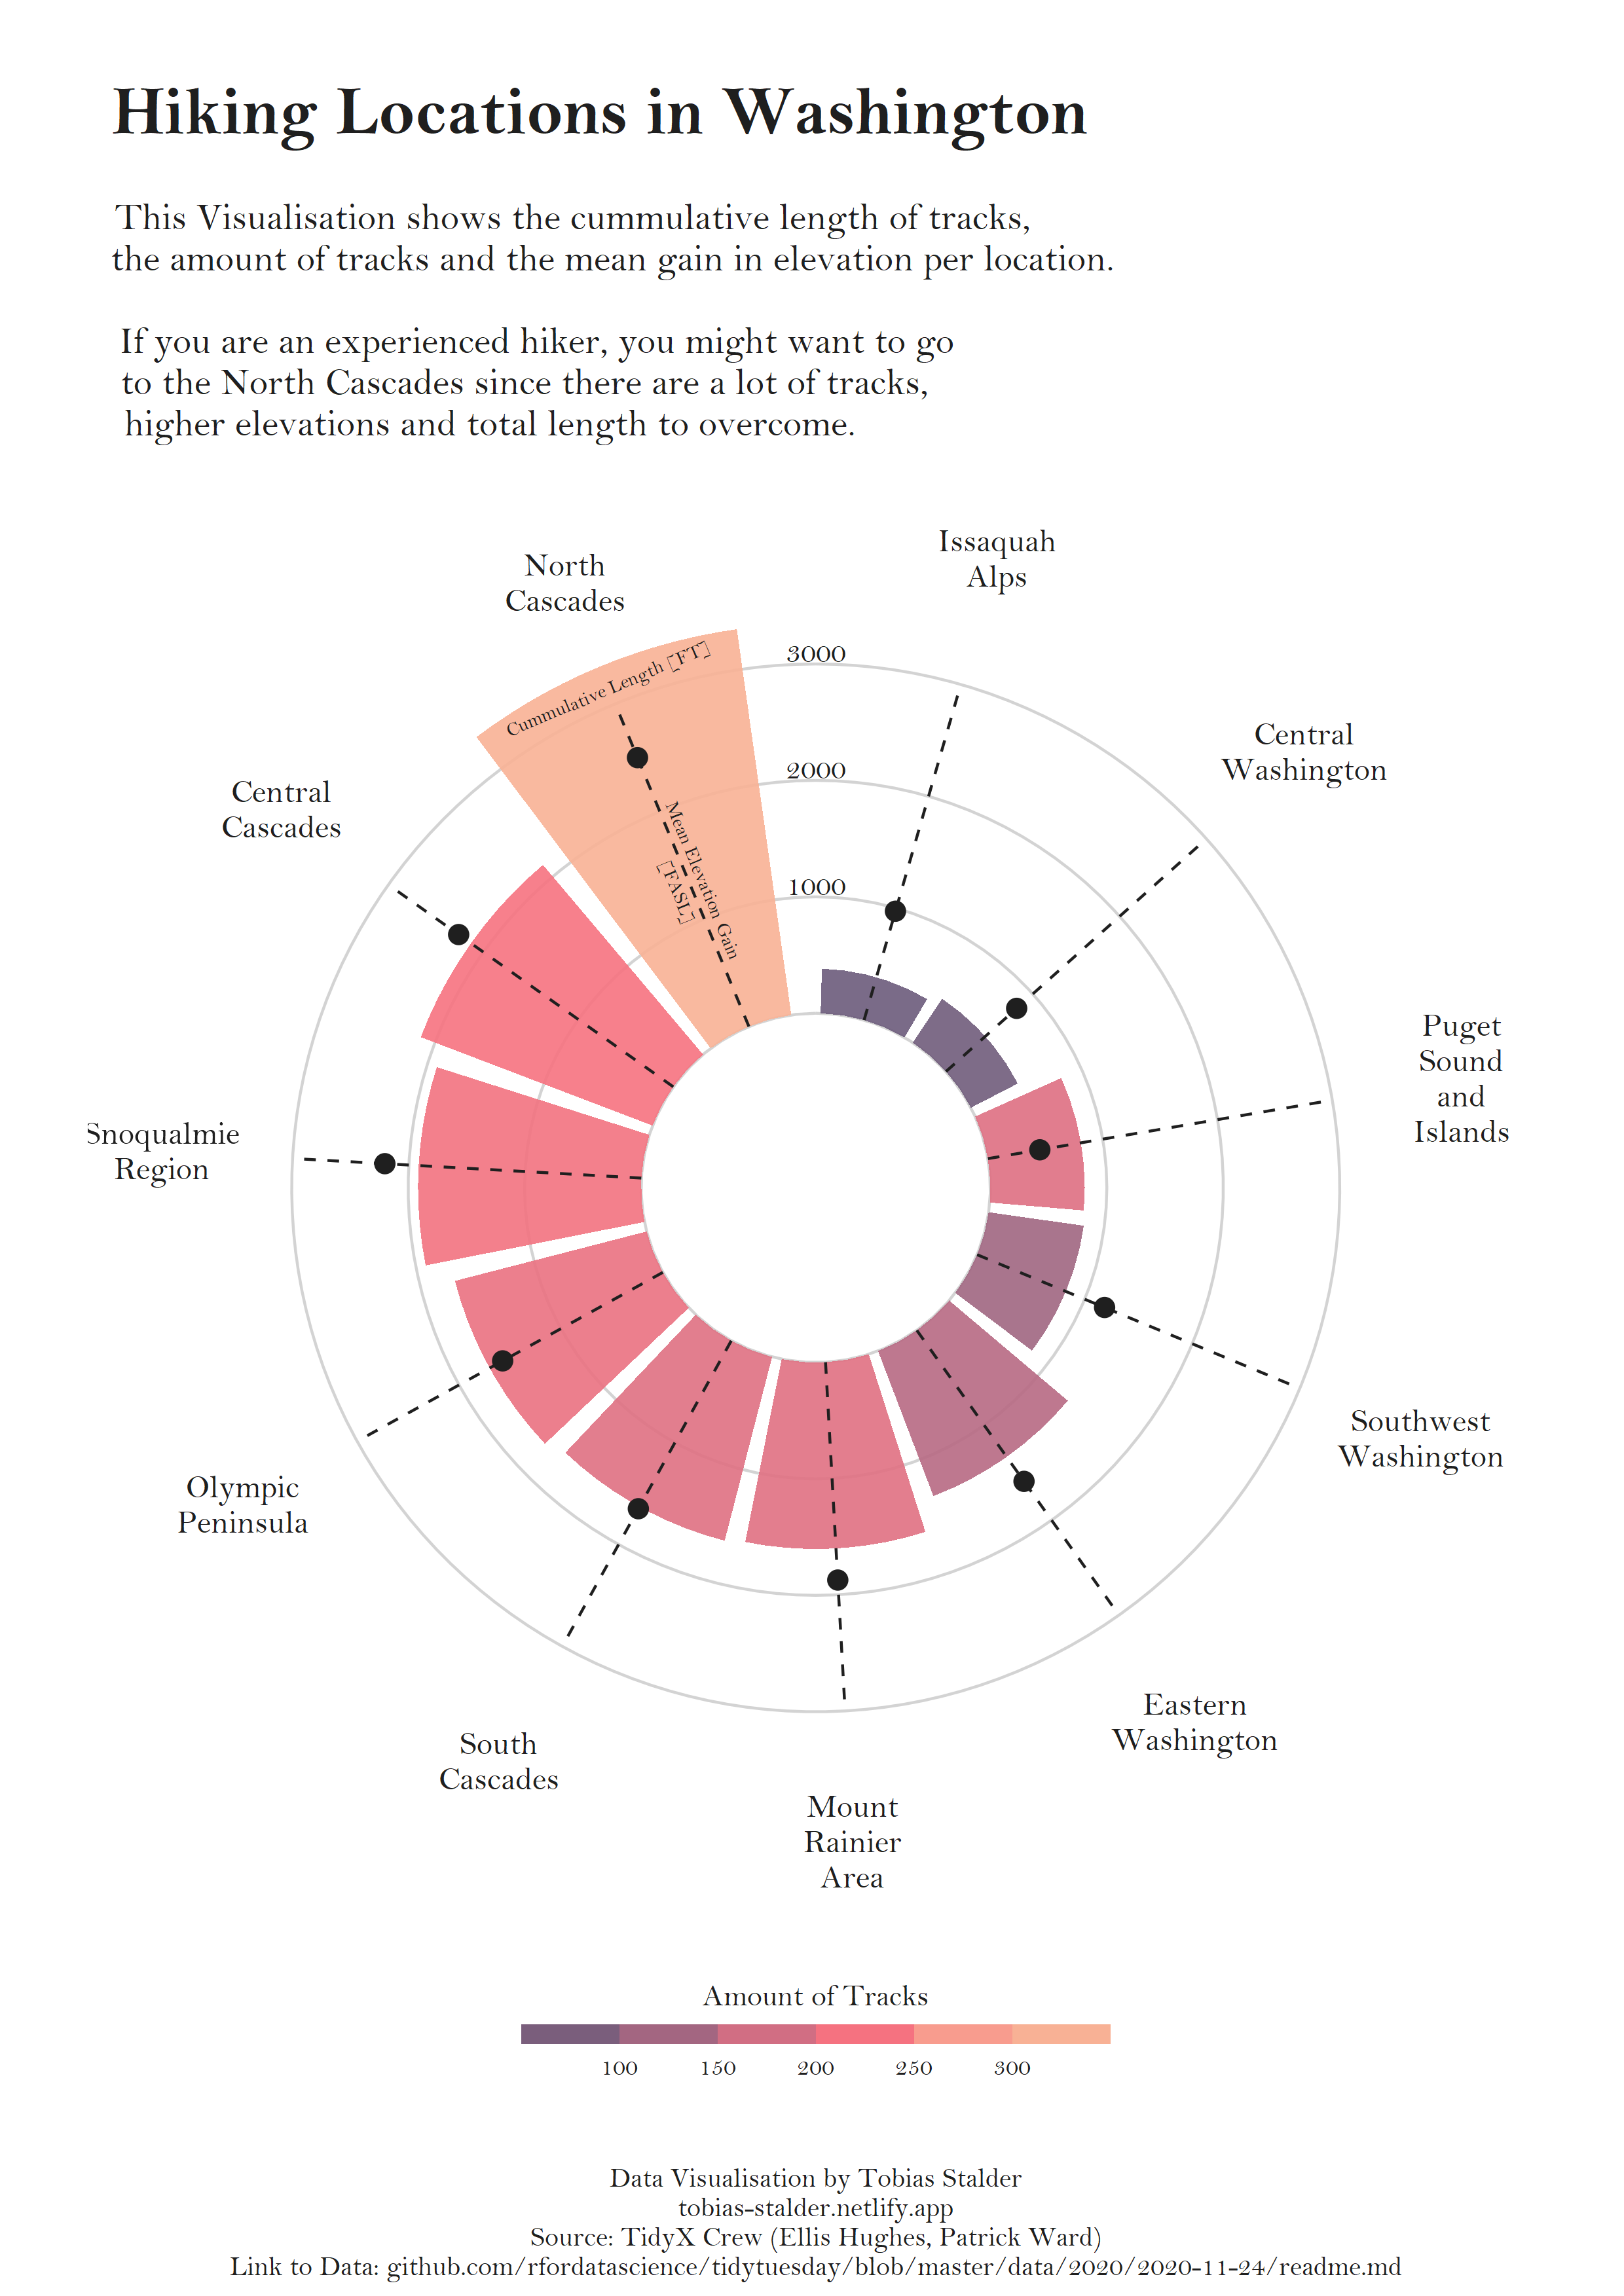 Hiking Locations in Washington
This Visualisation shows the cummulative length of tracks,
the amount of tracks and the mean gain in elevation per location.
If you are an experienced hiker, you might want to go
to the North Cascades since there are a lot of tracks,
higher elevations and total length to overcome.
Issaquah
Alps
North
Cascades
3000
Cummulative Length [FT]
Central
Washington
2000
Central
Cascades
Mean Elevation Gain
[FASL]
1000
Puget
Sound
and
Islands
Snoqualmie
Region
Southwest
Washington
Olympic
Peninsula
Eastern
Washington
South
Cascades
Mount
Rainier
Area
Amount of Tracks
100 150 200 250 300
Data Visualisation by Tobias Stalder
tobias-stalder.netlify.app
Source: TidyX Crew (Ellis Hughes, Patrick Ward)
Link to Data: github.com/rfordatascience/tidytuesday/blob/master/data/2020/2020-11-24/readme.md